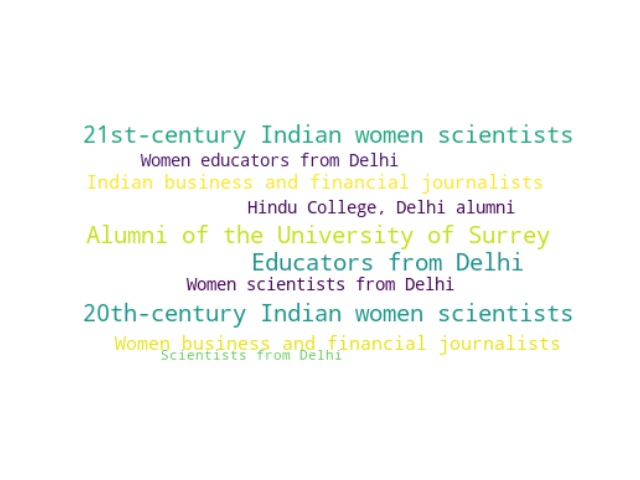 21st-century Indian women scientists
Women educators from Delhi
Indian business and financial journalists
Hindu College, Delhi alumni
Alumni of the University of Surrey
Educators from Delhi
Women scientists from Delhi
20th-century Indian women scientists
Women business and financial journalists
Scientists from Delhi